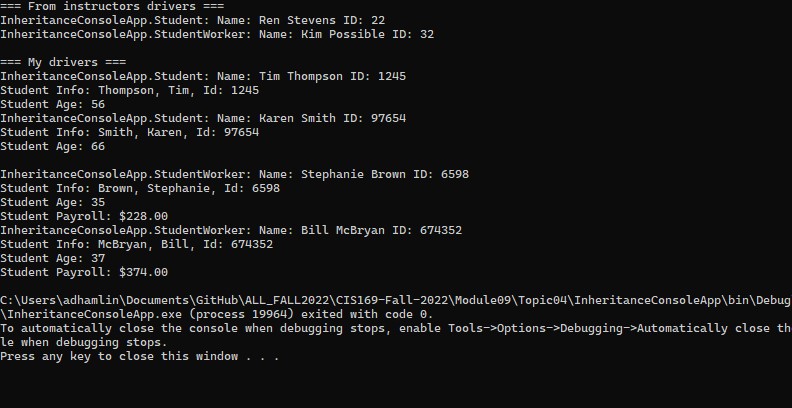 === From instructors drivers ===
InheritanceConsoleApp.Student: Name: Ren Stevens ID: 22
InheritanceConsoleApp.StudentWorker: Name: Kim Possible ID: 32
=== My drivers ===
InheritanceConsoleApp.Student: Name: Tim Thompson ID: 1245
Student Info: Thompson, Tim, Id: 1245
Student Age: 56
InheritanceConsoleApp.Student: Name: Karen Smith ID: 97654
Student Info: Smith, Karen, Id: 97654
Student Age: 66
InheritanceConsoleApp.StudentWorker: Name: Stephanie Brown ID: 6598
Student Info: Brown, Stephanie, Id: 6598
Student Age: 35
Student Payroll: $228.00
InheritanceConsoleApp.StudentWorker: Name: Bill McBryan ID: 674352
Student Info: McBryan, Bill, Id: 674352
Student Age: 37
Student Payroll: $374.00
C:\Users\adhamlin\Documents\GitHub\ALL_FALL2022\CIS169-Fall-2022\Module09\Topic04\InheritanceConsoleApp\bin\Debug
\InheritanceConsoleApp.exe (process 19964) exited with code 0.
To automatically close the console when debugging stops, enable Tools->Options->Debugging->Automatically close th
le when debugging stops.
Press any key to close this window . . .